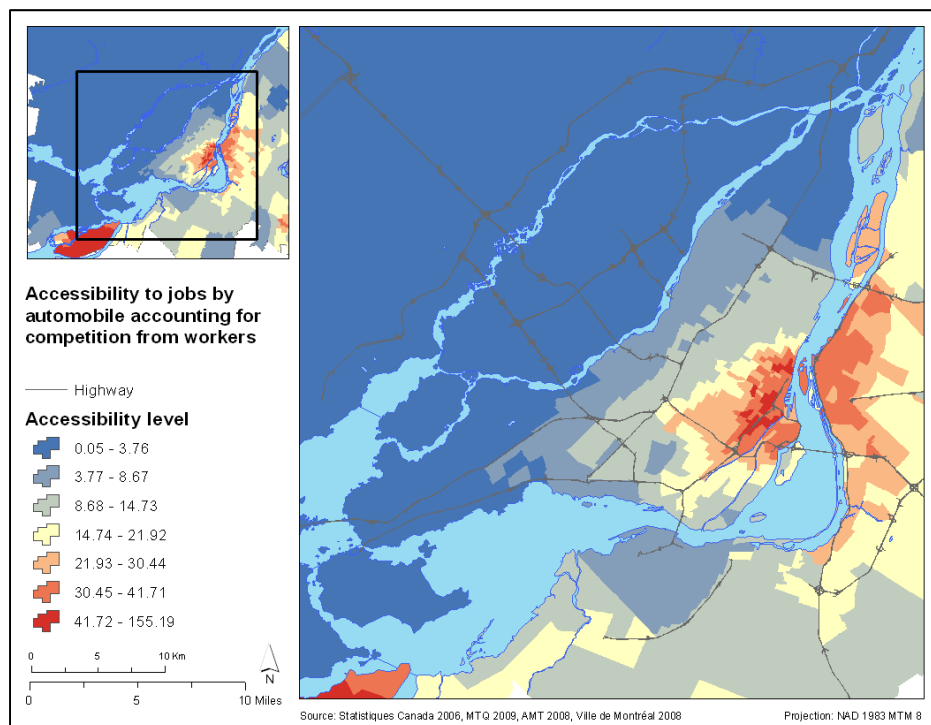 Accessibility to jobs by
automobile accounting for
competition from workers
Highway
Accessibility level
0.05 - 3.76
3.77 - 8.67
8.68 - 14.73
14.74 - 21.92
21.93 - 30.44
30.45 - 41.71
41.72 - 155.19
0 5 10 Km
N
0 5 10 Miles
Source: Statistiques Canada 2006, MTQ 2009, AMT 2008, Ville de Montréal 2008
Projection: NAD 1983 MTM 8